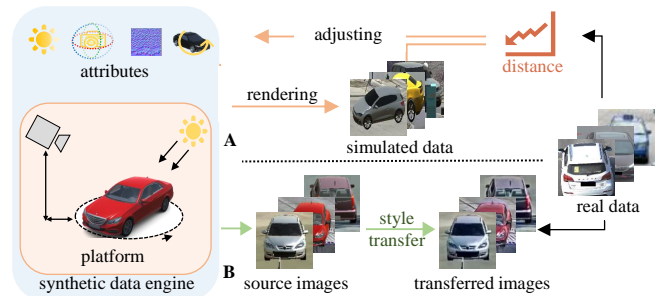 adjusting
distance
attributes
rendering
A
simulated data
real data
style
transfer
platform
B
synthetic data engine
source images
transferred images